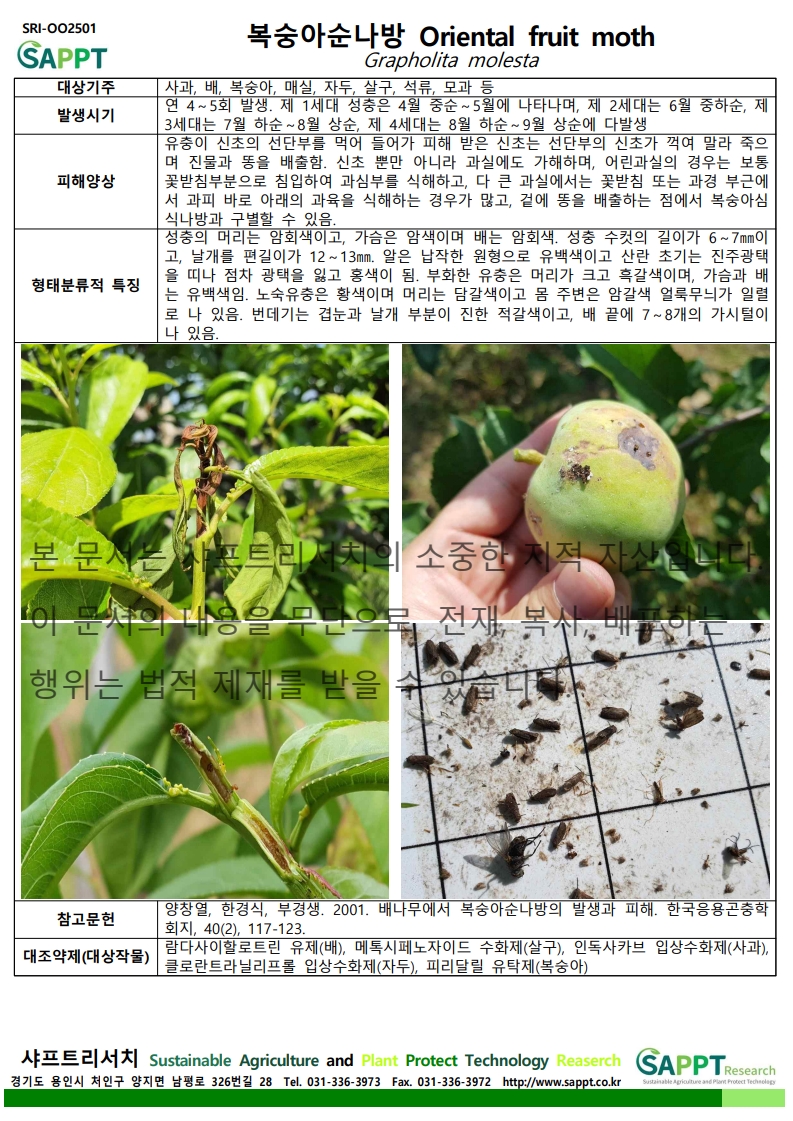 SRI-OO2501
SAPPT
복숭아순나방 Oriental fruit moth
Grapholita molesta
대상기주
사과, 배, 복숭아, 매실, 자두, 살구, 석류, 모과 등
발생시기
연 4~5회 발생. 제 1세대 성충은 4월 중순~5월에 나타나며, 제 2세대는 6월 중하순, 제
3세대는 7월 하순~8월 상순, 제 4세대는 8월 하순~9월 상순에 다발생
피해양상
유충이 신초의 선단부를 먹어 들어가 피해 받은 신초는 선단부의 신초가 꺾여 말라 죽으
며 진물과 똥을 배출함. 신초 뿐만 아니라 과실에도 가해하며, 어린과실의 경우는 보통
꽃받침부분으로 침입하여 과심부를 식해하고, 다 큰 과실에서는 꽃받침 또는 과경 부근에
서 과피 바로 아래의 과육을 식해하는 경우가 많고, 겉에 똥을 배출하는 점에서 복숭아심
식나방과 구별할 수 있음.
형태분류적 특징
성충의 머리는 암회색이고, 가슴은 암색이며 배는 암회색. 성충 수컷의 길이가 6~7㎜이
고, 날개를 편길이가 12~13㎜. 알은 납작한 원형으로 유백색이고 산란 초기는 진주광택
을 띠나 점차 광택을 잃고 홍색이 됨. 부화한 유충은 머리가 크고 흑갈색이며, 가슴과 배
는 유백색임. 노숙유충은 황색이며 머리는 담갈색이고 몸 주변은 암갈색 얼룩무늬가 일렬
로 나 있음. 번데기는 겹눈과 날개 부분이 진한 적갈색이고, 배 끝에 7~8개의 가시털이
나 있음.
본 문서는 샤프트리서치의 소중한 지적 자산입니다.
이 문서의 내용을 무단으로 전재, 복사, 배포하는
행위는 법적 제재를 받을 수 있습니다.
참고문헌
양창열, 한경식, 부경생. 2001. 배나무에서 복숭아순나방의 발생과 피해. 한국응용곤충학
회지, 40(2), 117-123.
대조약제(대상작물)
람다사이할로트린 유제(배), 메톡시페노자이드 수화제(살구), 인독사카브 입상수화제(사과),
클로란트라닐리프롤 입상수화제(자두), 피리달릴 유탁제(복숭아)
샤프트리서치 Sustainable Agriculture and Plant Protect Technology Reaserch
경기도 용인시 처인구 양지면 남평로 326번길 28 Tel. 031-336-3973 Fax. 031-336-3972 http://www.sappt.co.kr
SAPPT Research
Sustainable Agriculture and Plant Protect Technology